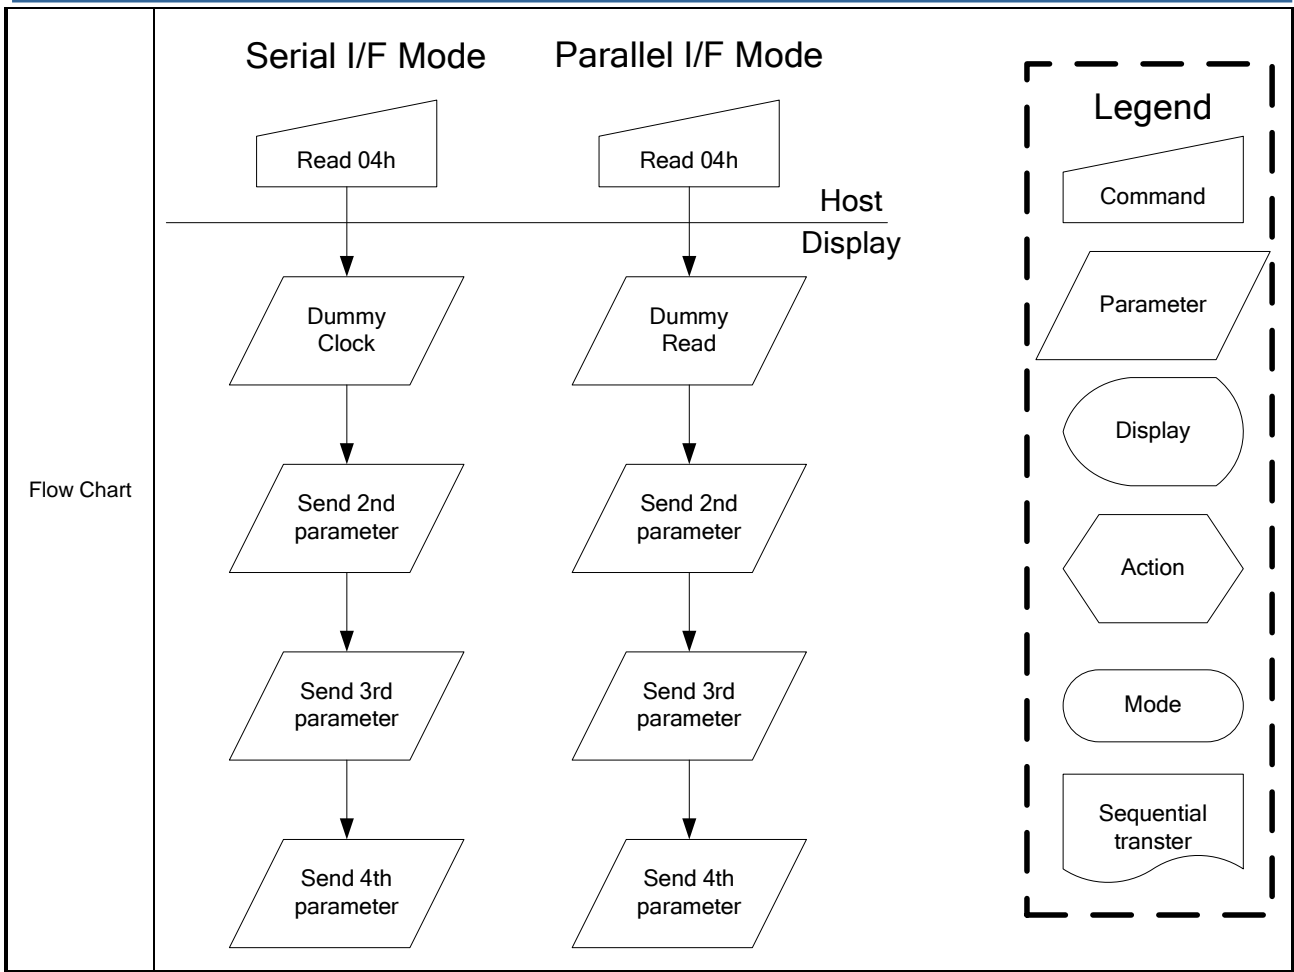 Flow Chart
Serial I/F Mode
Read 04h
Dummy
Clock
Send 2nd
parameter
Send 3rd
parameter
Send 4th
parameter
Parallel I/F Mode
Read 04h
Host
Display
Dummy
Read
Send 2nd
parameter
Send 3rd
parameter
Send 4th
parameter
Legend
Command
Parameter
Display
Action
Mode
Sequential
transter